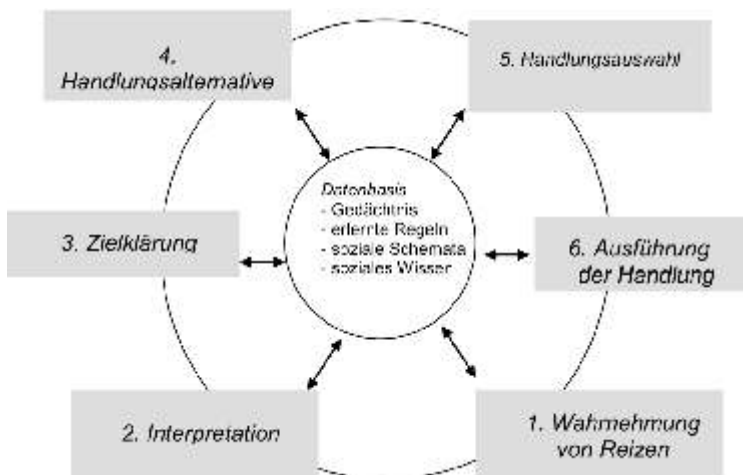 4.
Handlungsalternative
5. Handlungsauswahl
Datenbasis
- Gedächtnis
- erlernte Regeln
- soziale Schemata
- soziales Wissen
3. Zielklärung
6. Ausführung
der Handlung
2. Interpretation
1. Wahrnehmung
von Reizen